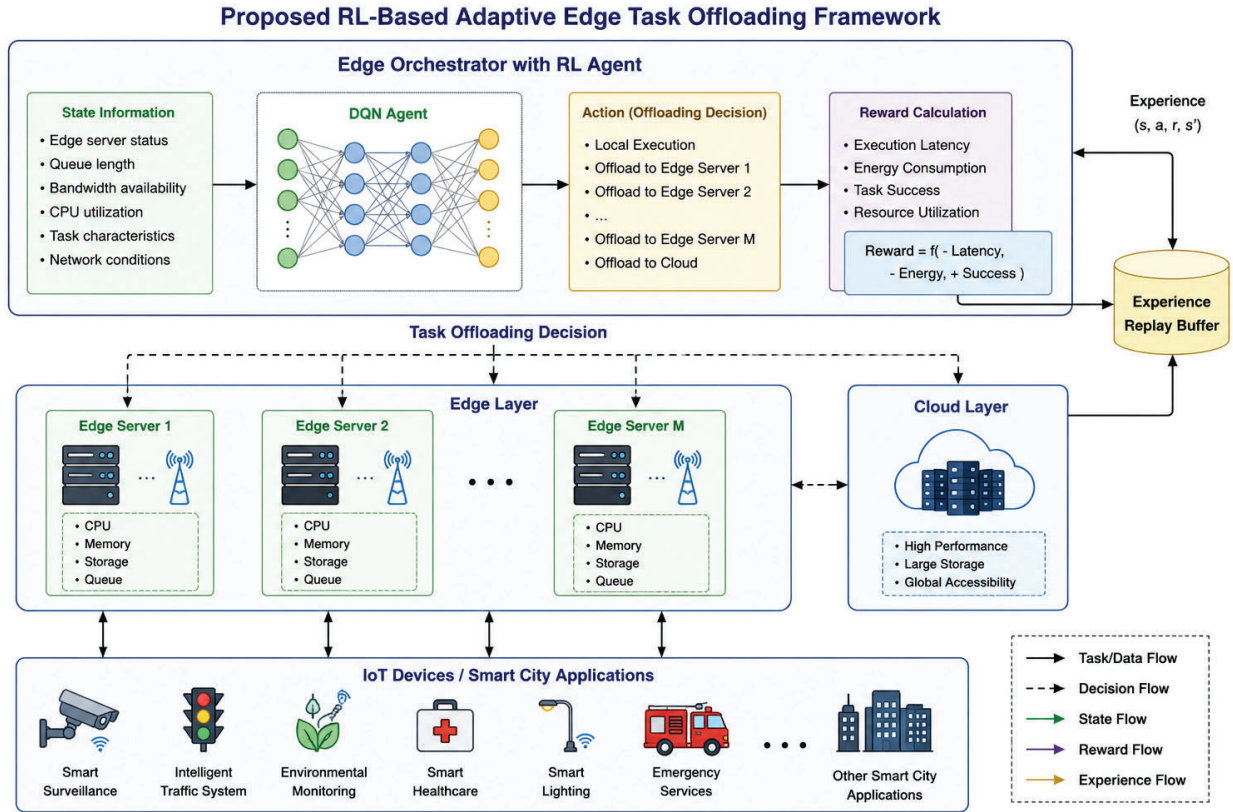 Proposed RL-Based Adaptive Edge Task Offloading Framework
Edge Orchestrator with RL Agent
State Information
• Edge server status
• Queue length
• Bandwidth availability
• CPU utilization
• Task characteristics
• Network conditions
DQN Agent
Action (Offloading Decision)
• Local Execution
• Offload to Edge Server 1
• Offload to Edge Server 2
• ...
• Offload to Edge Server M
• Offload to Cloud
Reward Calculation
• Execution Latency
• Energy Consumption
• Task Success
• Resource Utilization
Reward = f( - Latency,
- Energy, + Success )
Experience
(s, a, r, s')
Experience
Replay Buffer
Task Offloading Decision
Edge Layer
Edge Server 1
...
• CPU
• Memory
• Storage
• Queue
Edge Server 2
...
• CPU
• Memory
• Storage
• Queue
• • •
Edge Server M
...
• CPU
• Memory
• Storage
• Queue
Cloud Layer
• High Performance
• Large Storage
• Global Accessibility
IoT Devices / Smart City Applications
Smart
Surveillance
Intelligent
Traffic System
Environmental
Monitoring
Smart
Healthcare
Smart
Lighting
Emergency
Services
• • •
Other Smart City
Applications
Task/Data Flow
Decision Flow
State Flow
Reward Flow
Experience Flow